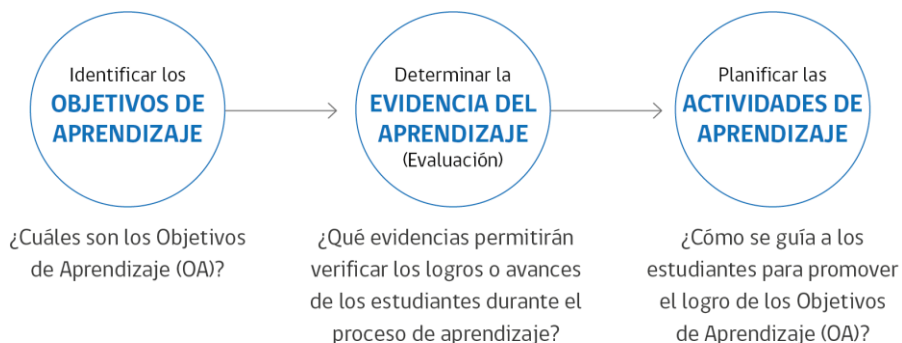 Identificar los
OBJETIVOS DE
APRENDIZAJE
Determinar la
EVIDENCIA DEL
APRENDIZAJE
(Evaluación)
Planificar las
ACTIVIDADES DE
APRENDIZAJE
¿Cuáles son los Objetivos
de Aprendizaje (OA)?
¿Qué evidencias permitirán
verificar los logros o avances
de los estudiantes durante el
proceso de aprendizaje?
¿Cómo se guía a los
estudiantes para promover
el logro de los Objetivos
de Aprendizaje (OA)?